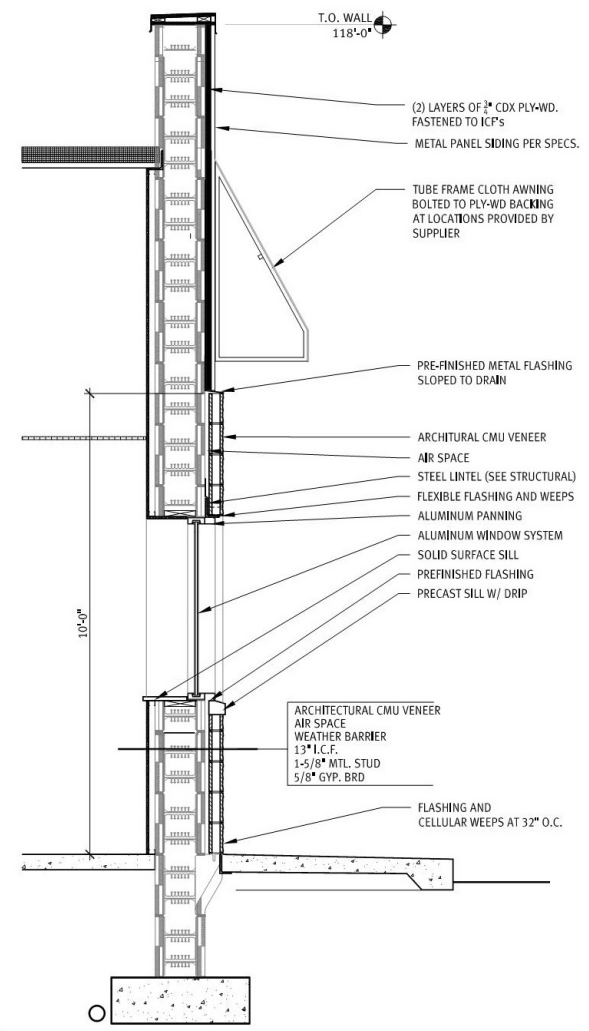 T.O. WALL
118'-0"
(2) LAYERS OF 3/4" CDX PLY-WD.
FASTENED TO ICF's
METAL PANEL SIDING PER SPECS.
TUBE FRAME CLOTH AWNING
BOLTED TO PLY-WD BACKING
AT LOCATIONS PROVIDED BY
SUPPLIER
PRE-FINISHED METAL FLASHING
SLOPED TO DRAIN
ARCHITURAL CMU VENEER
AIR SPACE
STEEL LINTEL (SEE STRUCTURAL)
FLEXIBLE FLASHING AND WEEPS
ALUMINUM PANNING
ALUMINUM WINDOW SYSTEM
SOLID SURFACE SILL
PREFINISHED FLASHING
PRECAST SILL W/ DRIP
10'-0"
ARCHITECTURAL CMU VENEER
AIR SPACE
WEATHER BARRIER
13" I.C.F.
1-5/8" MTL. STUD
5/8" GYP. BRD
FLASHING AND
CELLULAR WEEPS AT 32" O.C.